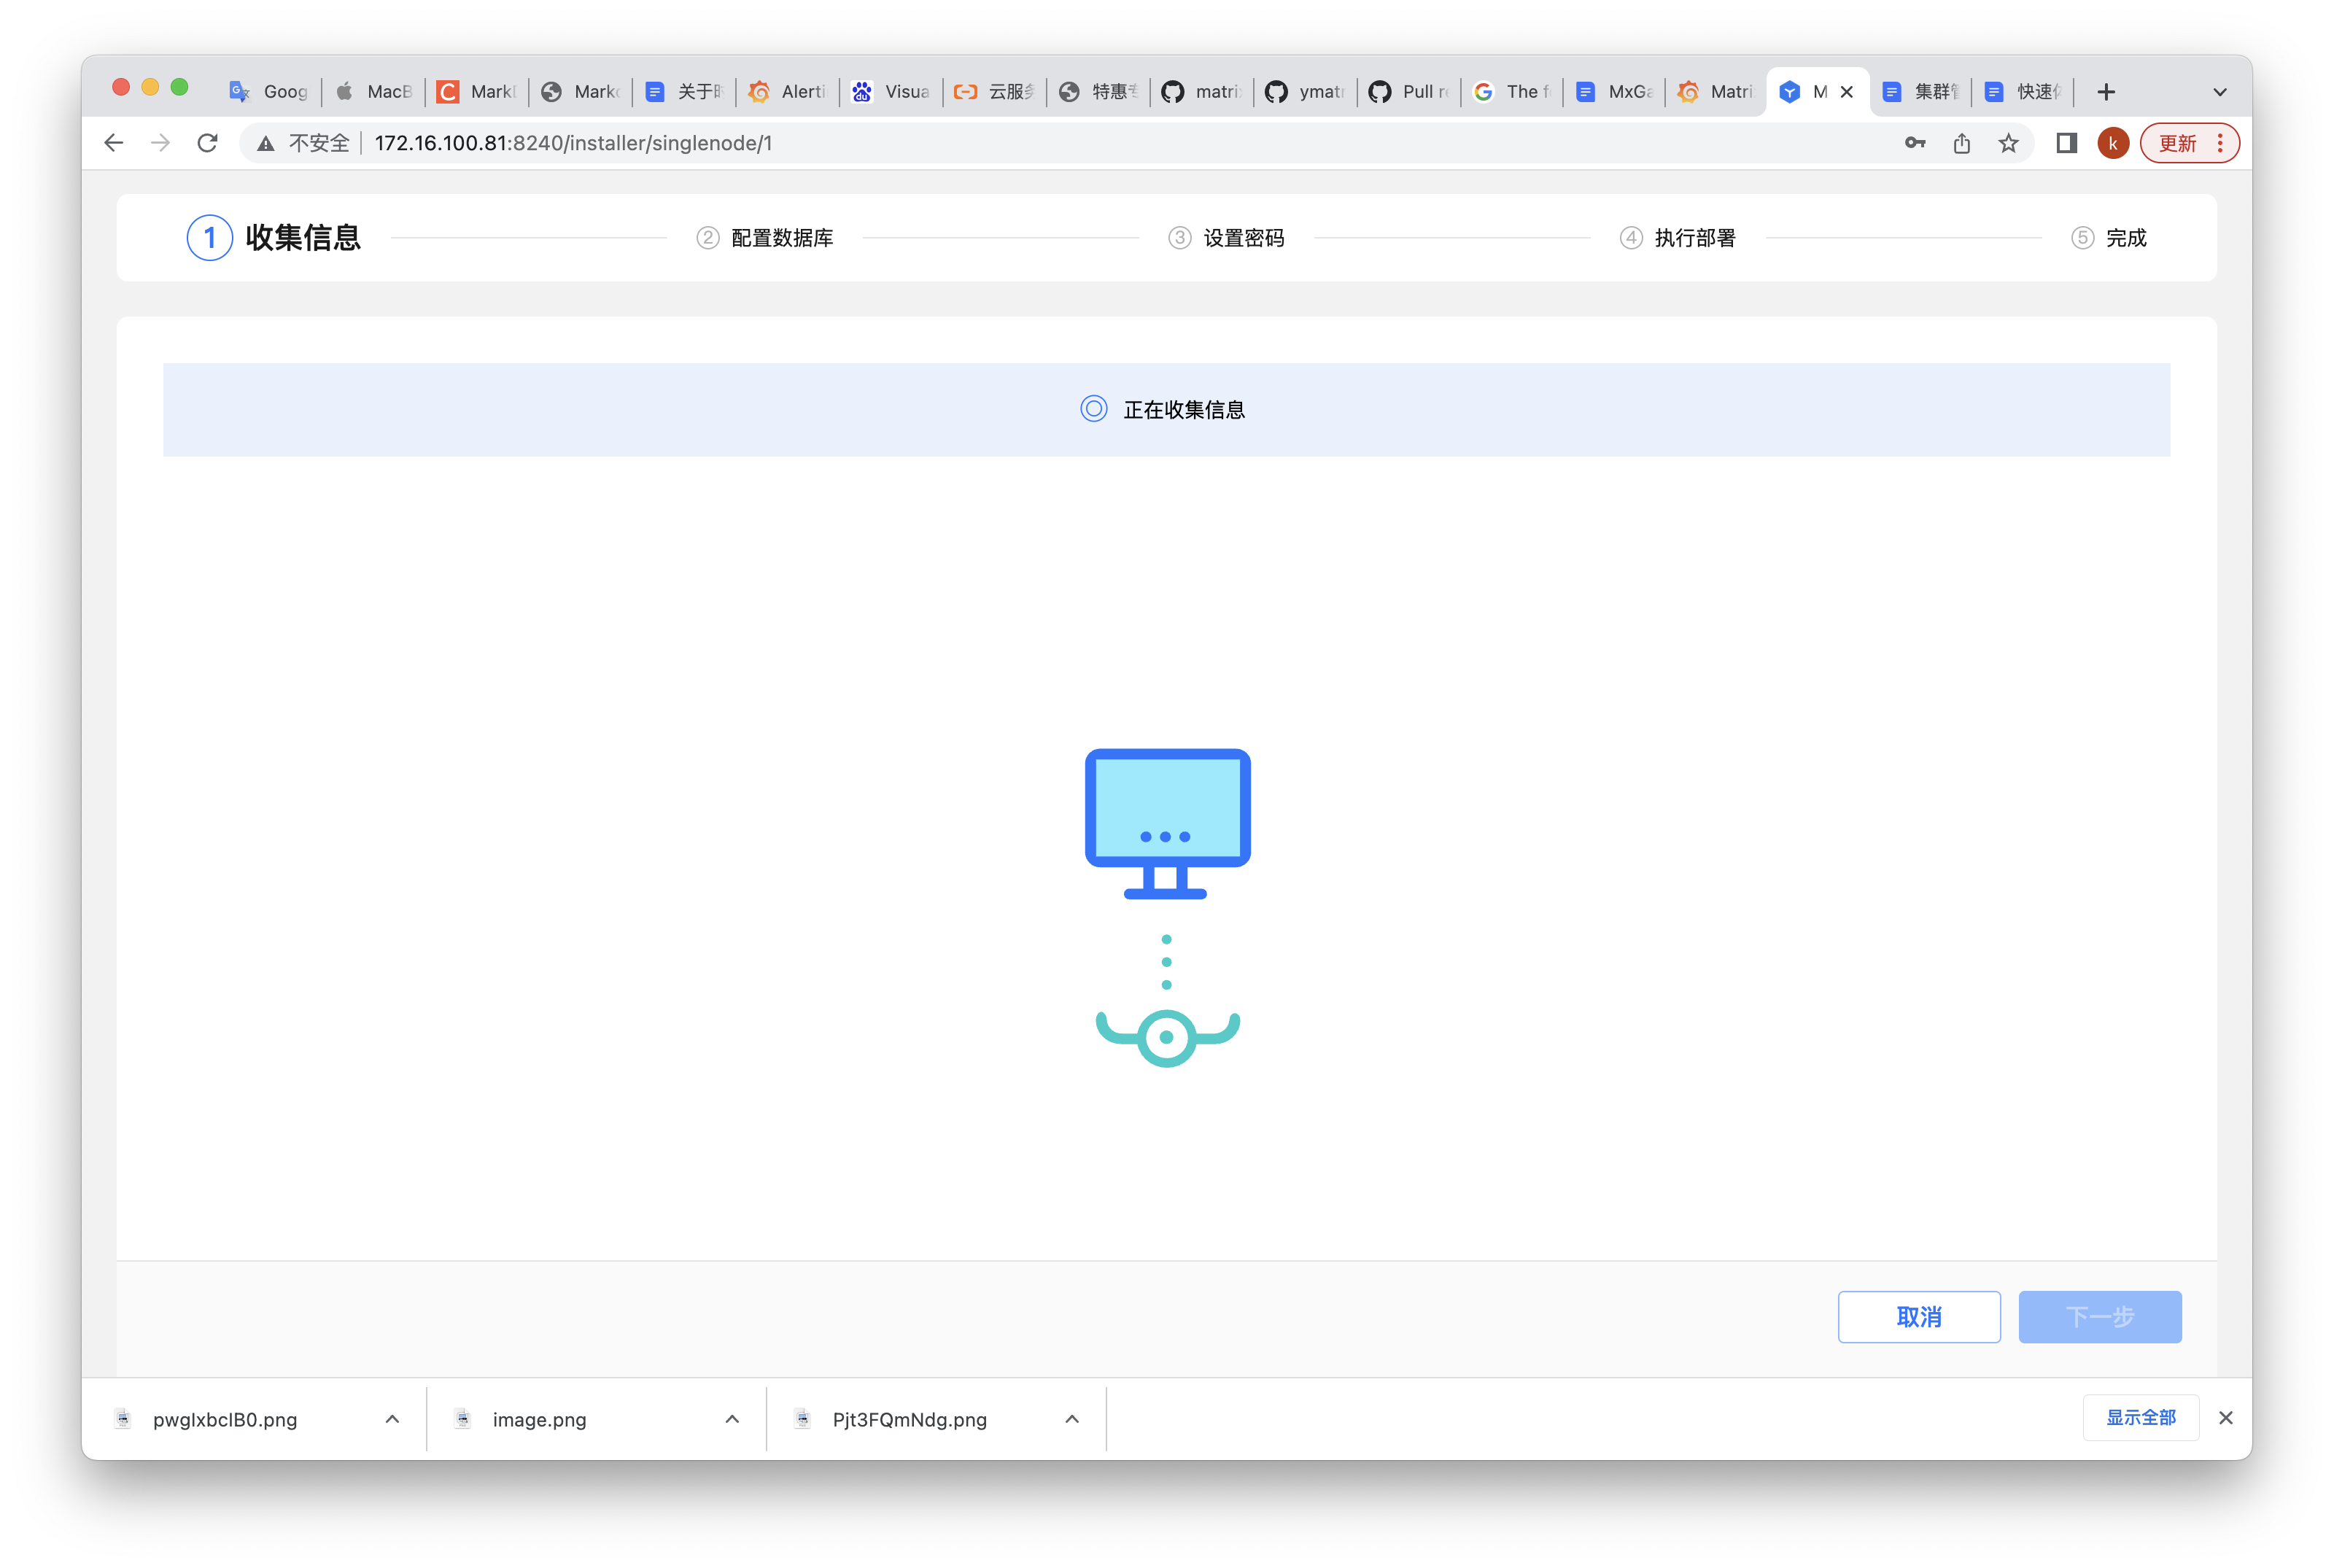 Goog MacB Mark Mark 关于 Alerti Visua 云服 特惠 matri ymatr Pull r The f MxGa Matri M 集群 快速
不安全 172.16.100.81:8240/installer/singlenode/1 k 更新
1 收集信息 2 配置数据库 3 设置密码 4 执行部署 5 完成
正在收集信息
取消 下一步
pwglxbclB0.png image.png Pjt3FQmNdg.png 显示全部